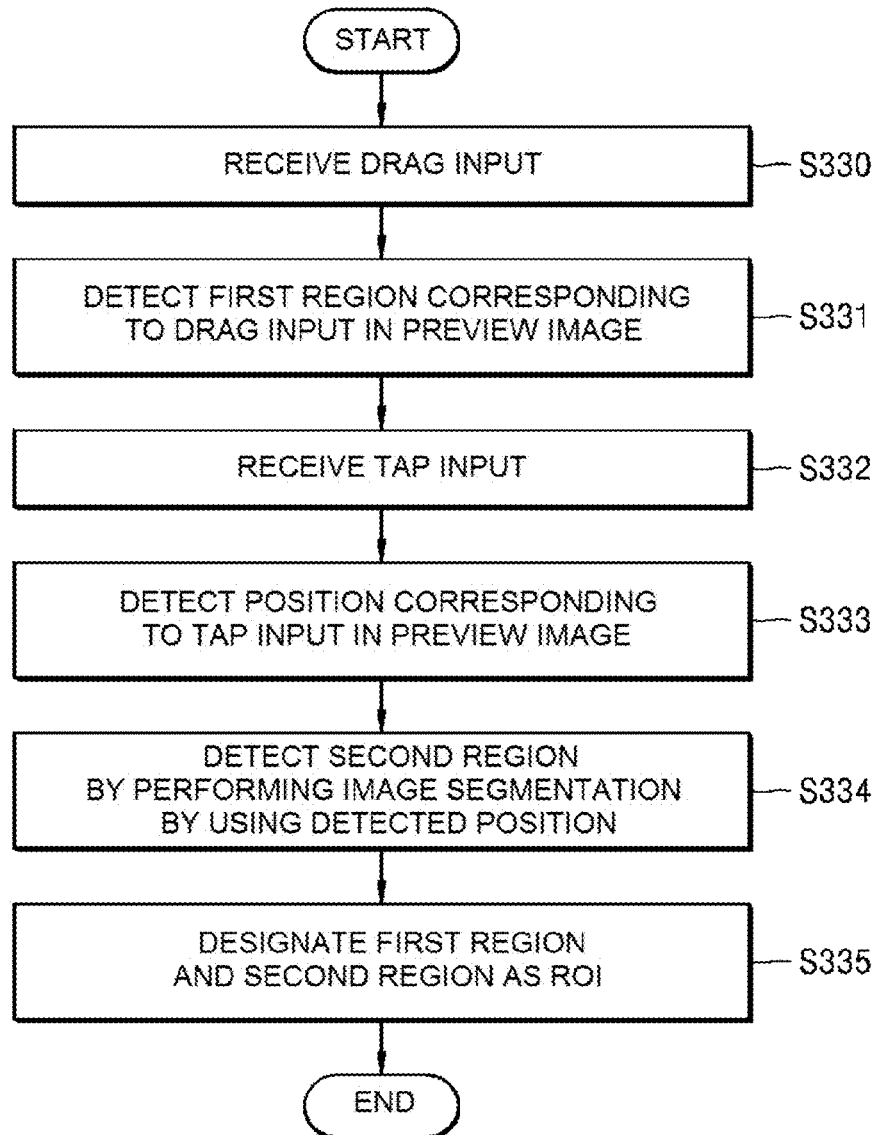 START
RECEIVE DRAG INPUT
S330
DETECT FIRST REGION CORRESPONDING
TO DRAG INPUT IN PREVIEW IMAGE
S331
RECEIVE TAP INPUT
S332
DETECT POSITION CORRESPONDING
TO TAP INPUT IN PREVIEW IMAGE
S333
DETECT SECOND REGION
BY PERFORMING IMAGE SEGMENTATION
BY USING DETECTED POSITION
S334
DESIGNATE FIRST REGION
AND SECOND REGION AS ROI
S335
END